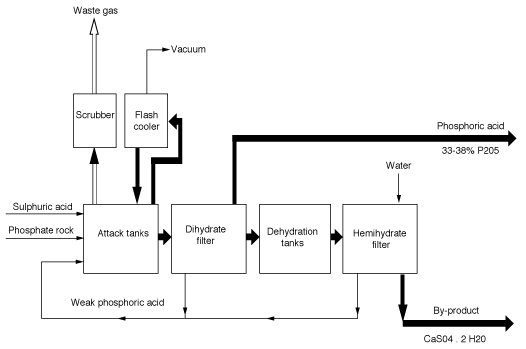 Waste gas
Vacuum
Scrubber
Flash
cooler
Phosphoric acid
33-38% P205
Water
Sulphuric acid
Phosphate rock
Attack tanks
Dihydrate
filter
Dehydration
tanks
Hemihydrate
filter
Weak phosphoric acid
By-product
CaS04 . 2 H20